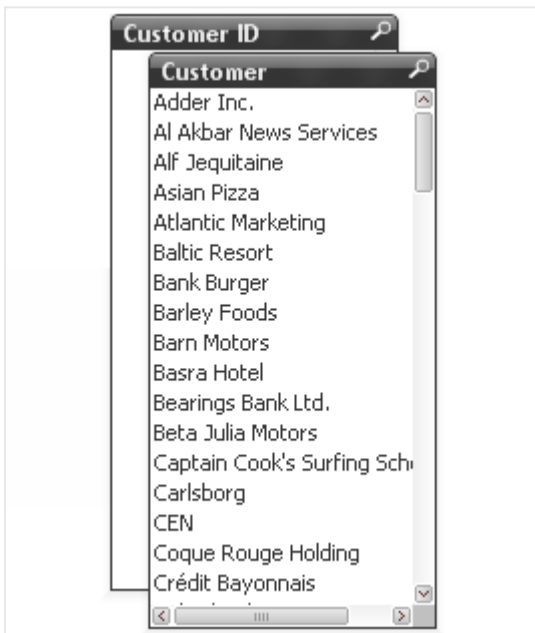 Customer ID
Customer
Adder Inc.
Al Akbar News Services
Alf Jequitaine
Asian Pizza
Atlantic Marketing
Baltic Resort
Bank Burger
Barley Foods
Barn Motors
Basra Hotel
Bearings Bank Ltd.
Beta Julia Motors
Captain Cook's Surfing Sch
Carlsborg
CEN
Coque Rouge Holding
Crédit Bayonnais